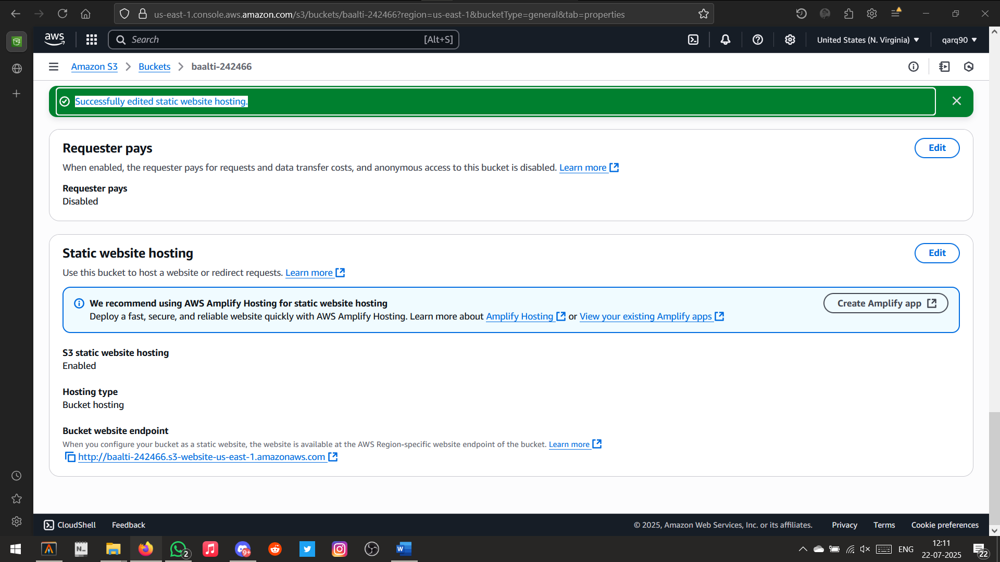 us-east-1.console.aws.amazon.com/s3/buckets/baalti-242466?region=us-east-1&bucketType=general&tab=properties
aws
Search
[Alt+S]
United States (N. Virginia)
qarq90
Amazon S3
Buckets
baalti-242466
Successfully edited static website hosting.
Requester pays
Edit
When enabled, the requester pays for requests and data transfer costs, and anonymous access to this bucket is disabled. Learn more
Requester pays
Disabled
Static website hosting
Edit
Use this bucket to host a website or redirect requests. Learn more
We recommend using AWS Amplify Hosting for static website hosting
Create Amplify app
Deploy a fast, secure, and reliable website quickly with AWS Amplify Hosting. Learn more about Amplify Hosting or View your existing Amplify apps
S3 static website hosting
Enabled
Hosting type
Bucket hosting
Bucket website endpoint
When you configure your bucket as a static website, the website is available at the AWS Region-specific website endpoint of the bucket. Learn more
http://baalti-242466.s3-website-us-east-1.amazonaws.com
CloudShell
Feedback
© 2025, Amazon Web Services, Inc. or its affiliates.
Privacy
Terms
Cookie preferences
N_
2
9+
W
ENG
12:11
22-07-2025
22